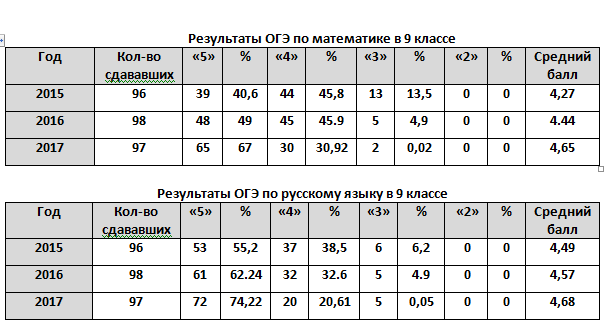 Результаты ОГЭ по математике в 9 классе
Год Кол-во сдававших «5» % «4» % «3» % «2» % Средний балл
2015 96 39 40,6 44 45,8 13 13,5 0 0 4,27
2016 98 48 49 45 45.9 5 4,9 0 0 4.44
2017 97 65 67 30 30,92 2 0,02 0 0 4,65
Результаты ОГЭ по русскому языку в 9 классе
Год Кол-во сдававших «5» % «4» % «3» % «2» % Средний балл
2015 96 53 55,2 37 38,5 6 6,2 0 0 4,49
2016 98 61 62.24 32 32.6 5 4.9 0 0 4,57
2017 97 72 74,22 20 20,61 5 0,05 0 0 4,68